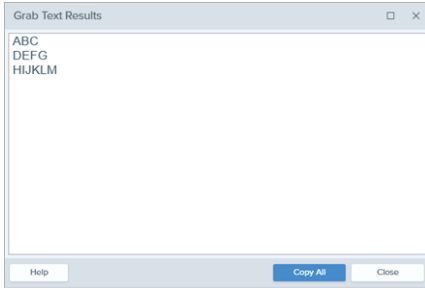 Grab Text Results
ABC
DEFG
HIJKLM
Help
Copy All
Close